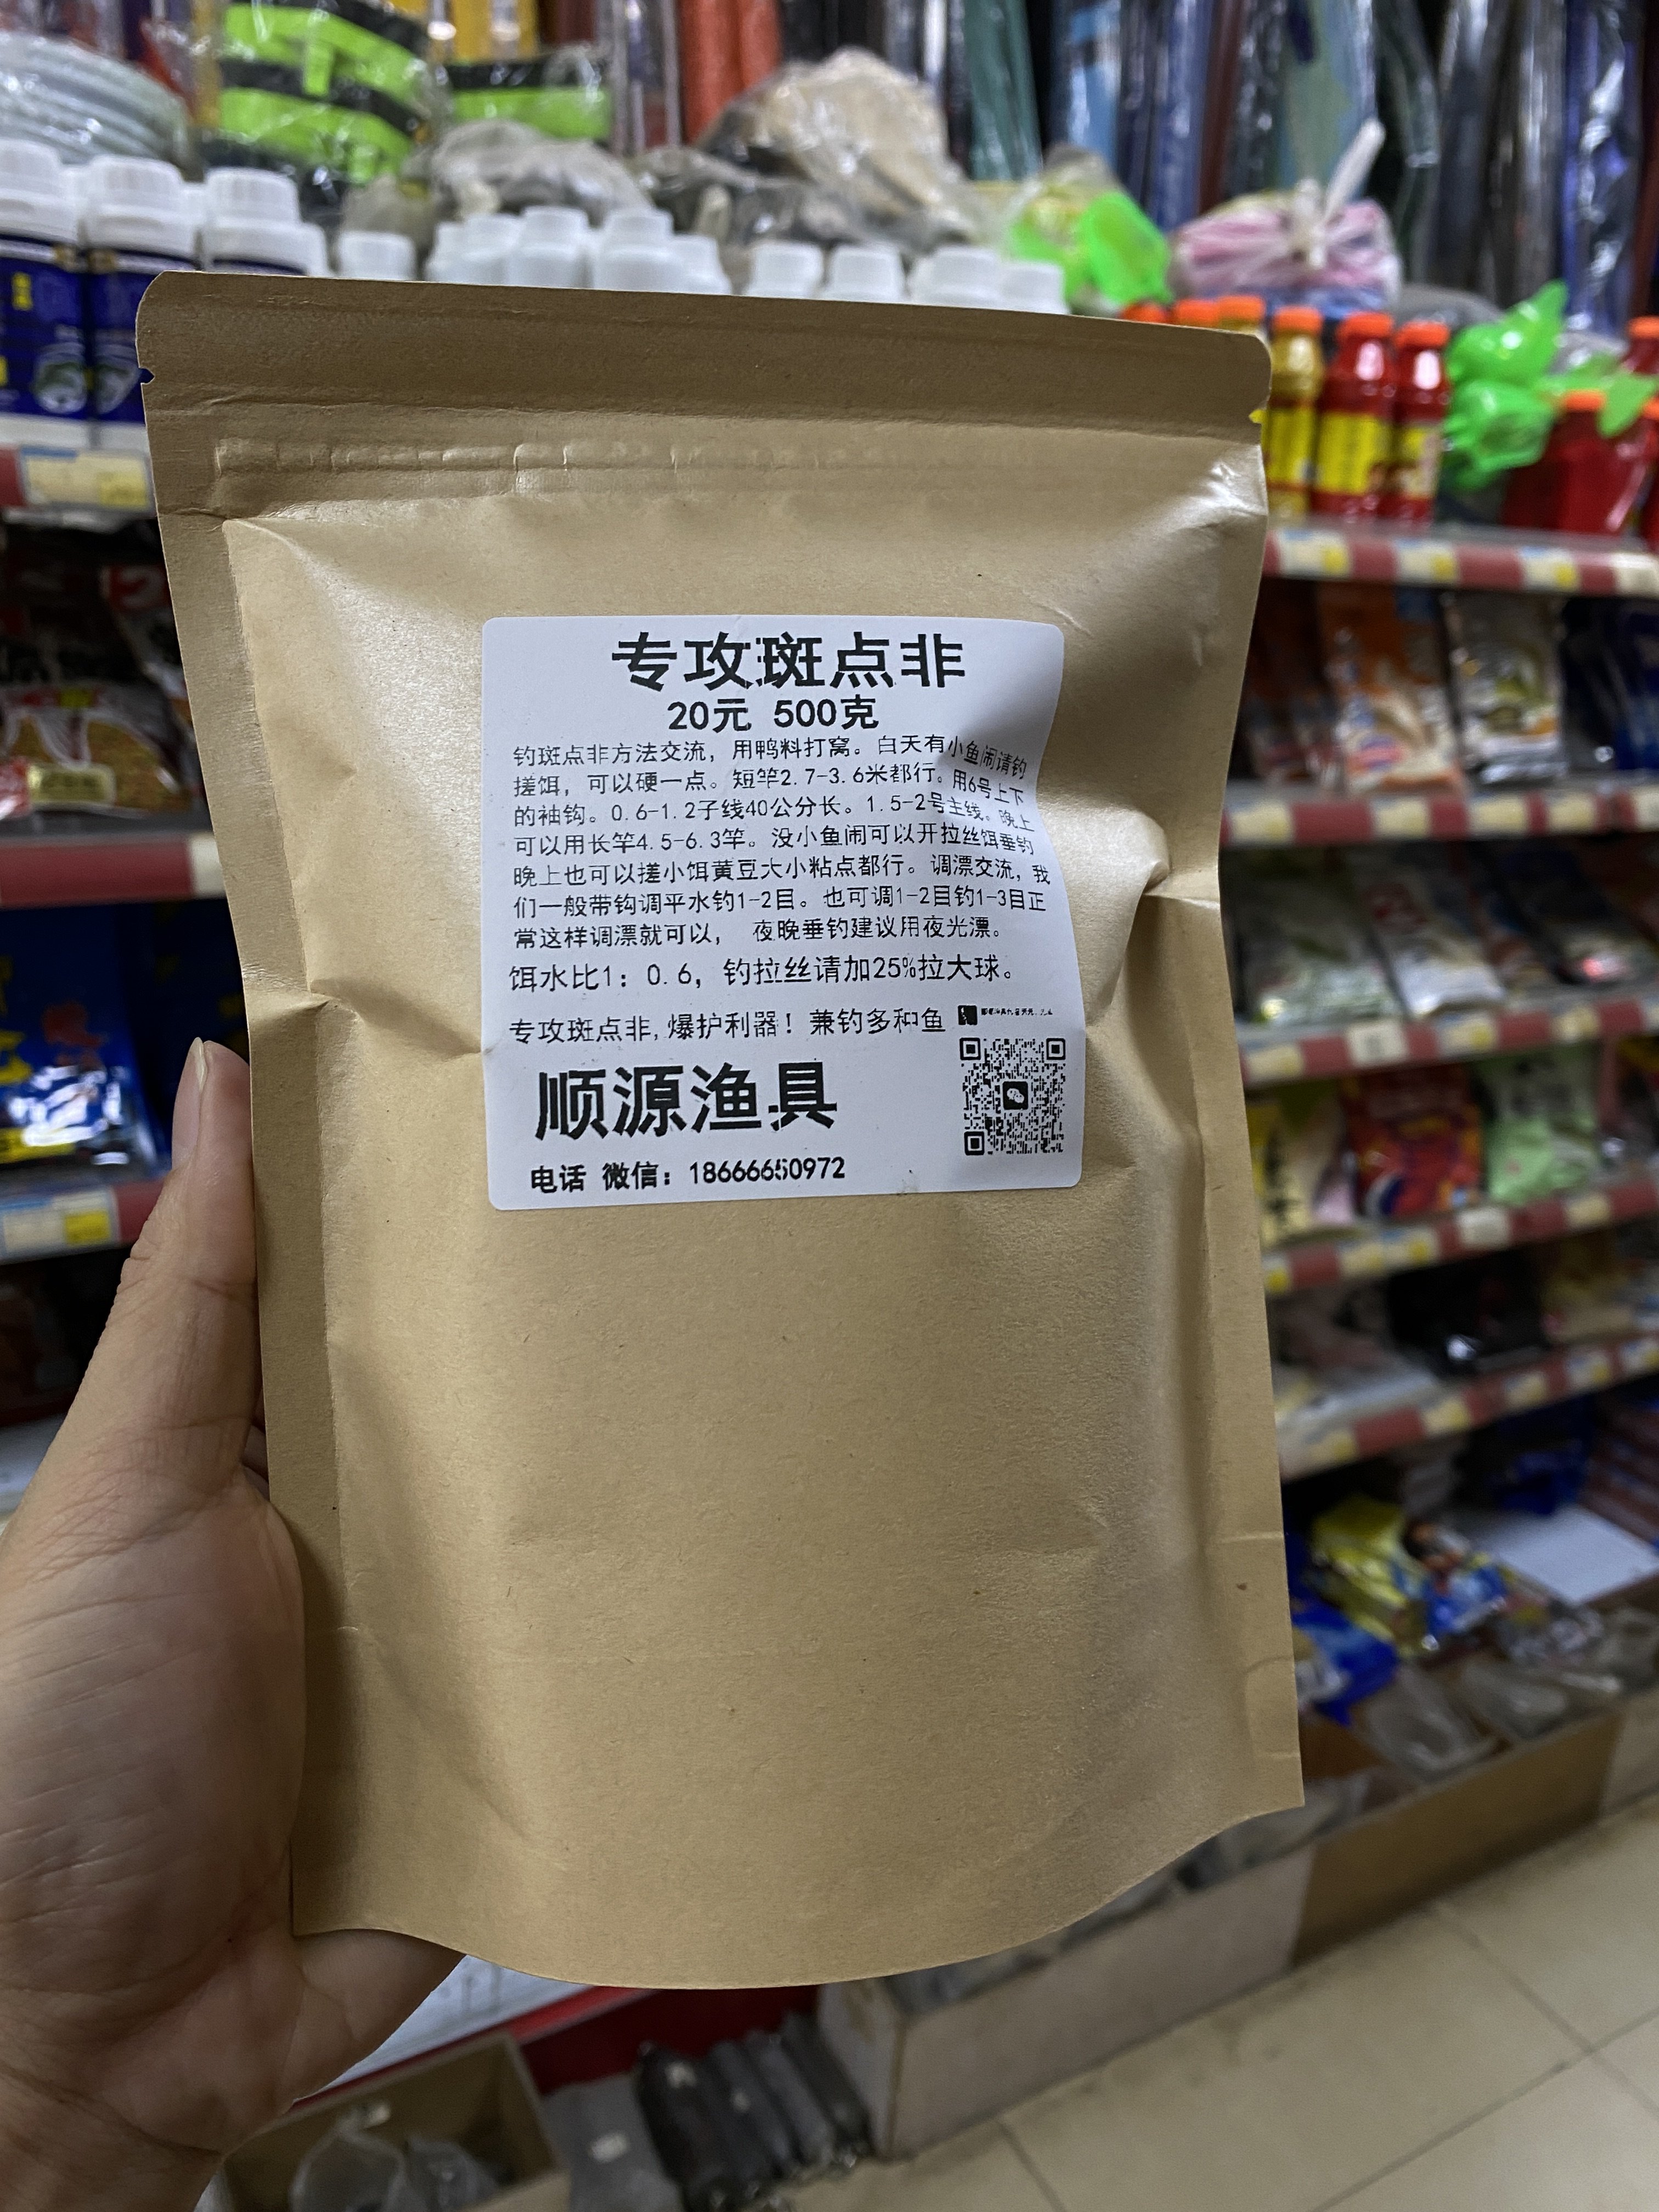 专攻斑点非
20元 500克
钓斑点非方法交流，用鸭料打窝。白天有小鱼闹请钓
搓饵，可以硬一点。短竿2.7-3.6米都行。用6号上下
的袖钩。0.6-1.2子线40公分长。1.5-2号主线。晚上
可以用长竿4.5-6.3竿。没小鱼闹可以开拉丝饵垂钓
晚上也可以搓小饵黄豆大小粘点都行。调漂交流，我
们一般带钩调平水钓1-2目。也可调1-2目钓1-3目正
常这样调漂就可以， 夜晚垂钓建议用夜光漂。
饵水比1：0.6，钓拉丝请加25%拉大球。
专攻斑点非，爆护利器！兼钓多种鱼
顺源渔具
电话 微信：18666650972